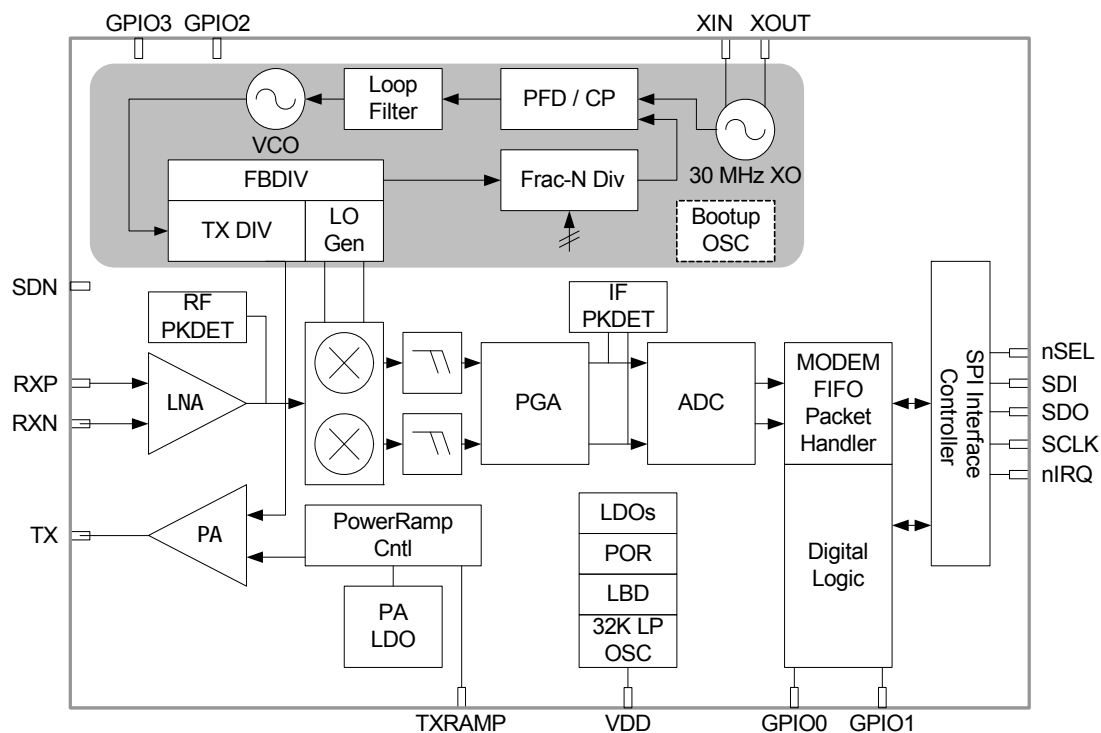 GPIO3 GPIO2
XIN XOUT
Loop
Filter
PFD / CP
VCO
30 MHz XO
FBDIV
Frac-N Div
TX DIV
LO
Gen
Bootup
OSC
SDN
RF
PKDET
IF
PKDET
RXP
RXN
LNA
PGA
ADC
MODEM
FIFO
Packet
Handler
SPI Interface
Controller
nSEL
SDI
SDO
SCLK
nIRQ
TX
PA
PowerRamp
Cntl
PA
LDO
LDOs
POR
LBD
32K LP
OSC
Digital
Logic
TXRAMP
VDD
GPIO0
GPIO1